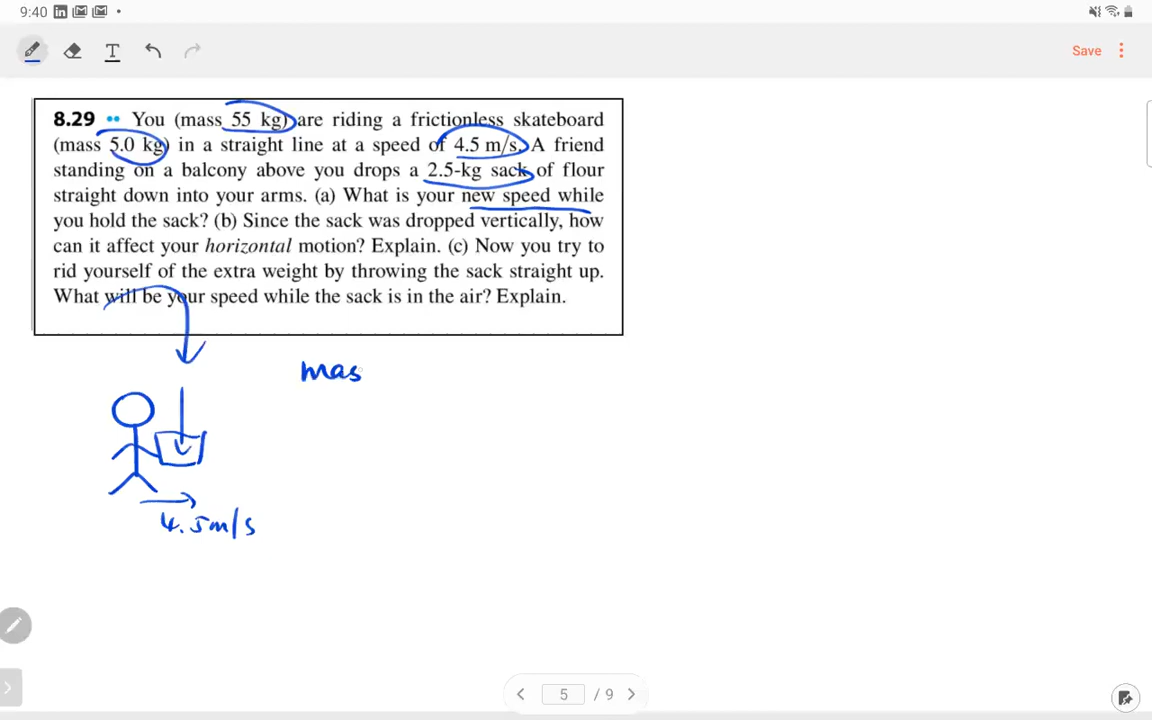 9:40
T
Save
8.29 •• You (mass 55 kg) are riding a frictionless skateboard
(mass 5.0 kg) in a straight line at a speed of 4.5 m/s. A friend
standing on a balcony above you drops a 2.5-kg sack of flour
straight down into your arms. (a) What is your new speed while
you hold the sack? (b) Since the sack was dropped vertically, how
can it affect your horizontal motion? Explain. (c) Now you try to
rid yourself of the extra weight by throwing the sack straight up.
What will be your speed while the sack is in the air? Explain.
mas
4.5m/s
5 / 9